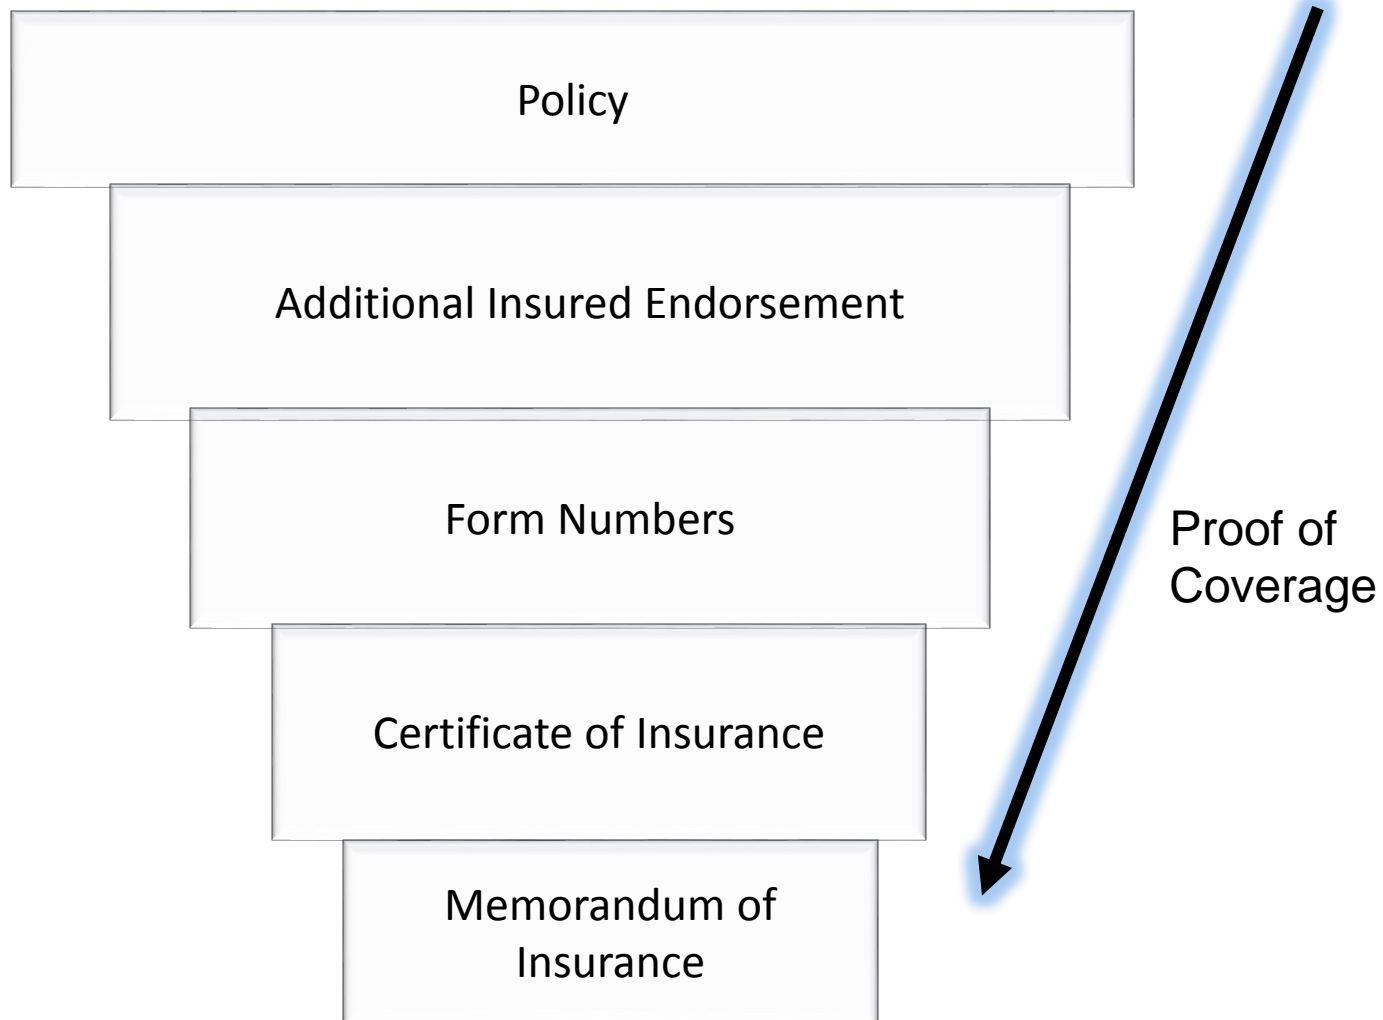 Policy
Additional Insured Endorsement
Form Numbers
Proof of
Coverage
Certificate of Insurance
Memorandum of
Insurance